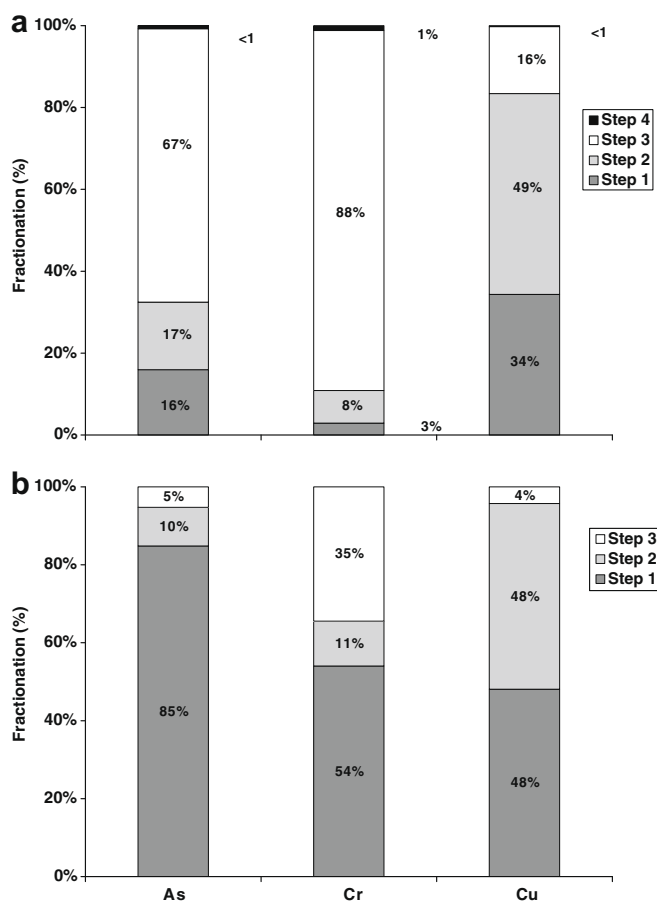 a
100%
80%
60%
40%
20%
0%
Fractionation (%)
<1
1%
<1
67%
88%
16%
17%
8%
49%
16%
3%
34%
Step 4
Step 3
Step 2
Step 1
b
100%
80%
60%
40%
20%
0%
Fractionation (%)
5%
35%
4%
10%
11%
48%
85%
54%
48%
Step 3
Step 2
Step 1
As Cr Cu